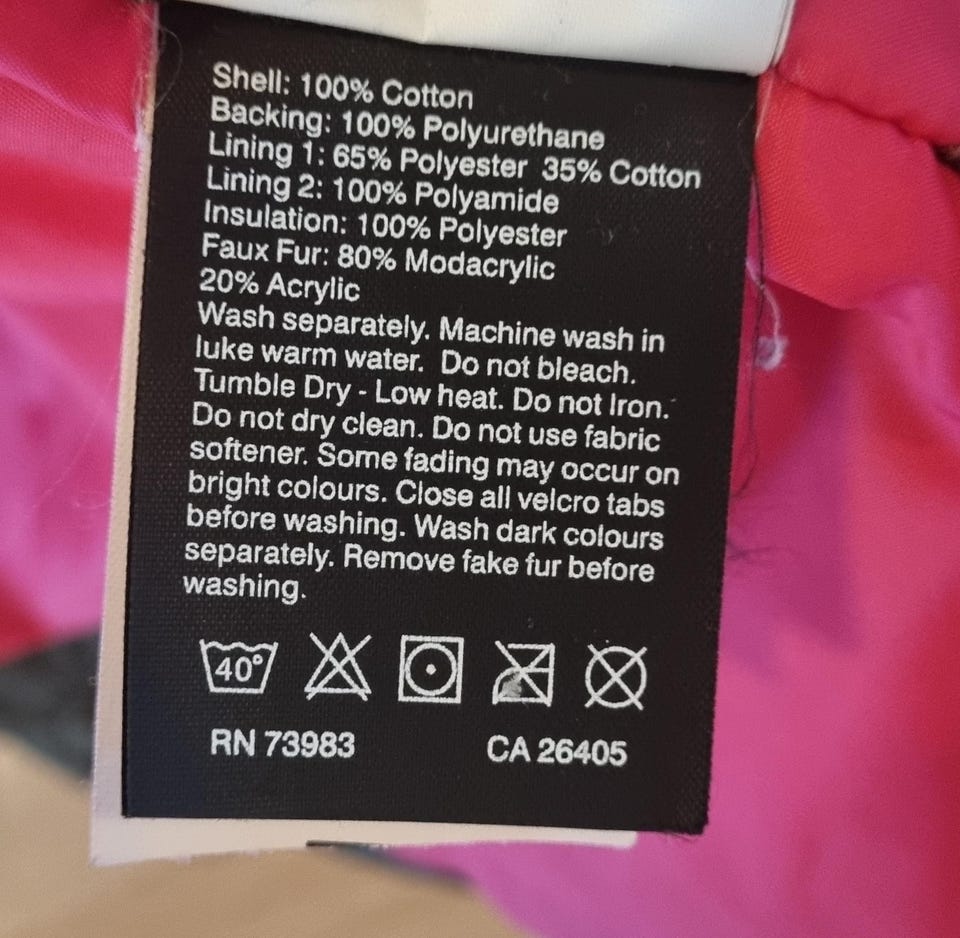 Shell: 100% Cotton
Backing: 100% Polyurethane
Lining 1: 65% Polyester 35% Cotton
Lining 2: 100% Polyamide
Insulation: 100% Polyester
Faux Fur: 80% Modacrylic
20% Acrylic
Wash separately. Machine wash in
luke warm water. Do not bleach.
Tumble Dry - Low heat. Do not Iron.
Do not dry clean. Do not use fabric
softener. Some fading may occur on
bright colours. Close all velcro tabs
before washing. Wash dark colours
separately. Remove fake fur before
washing.
40°
RN 73983 CA 26405